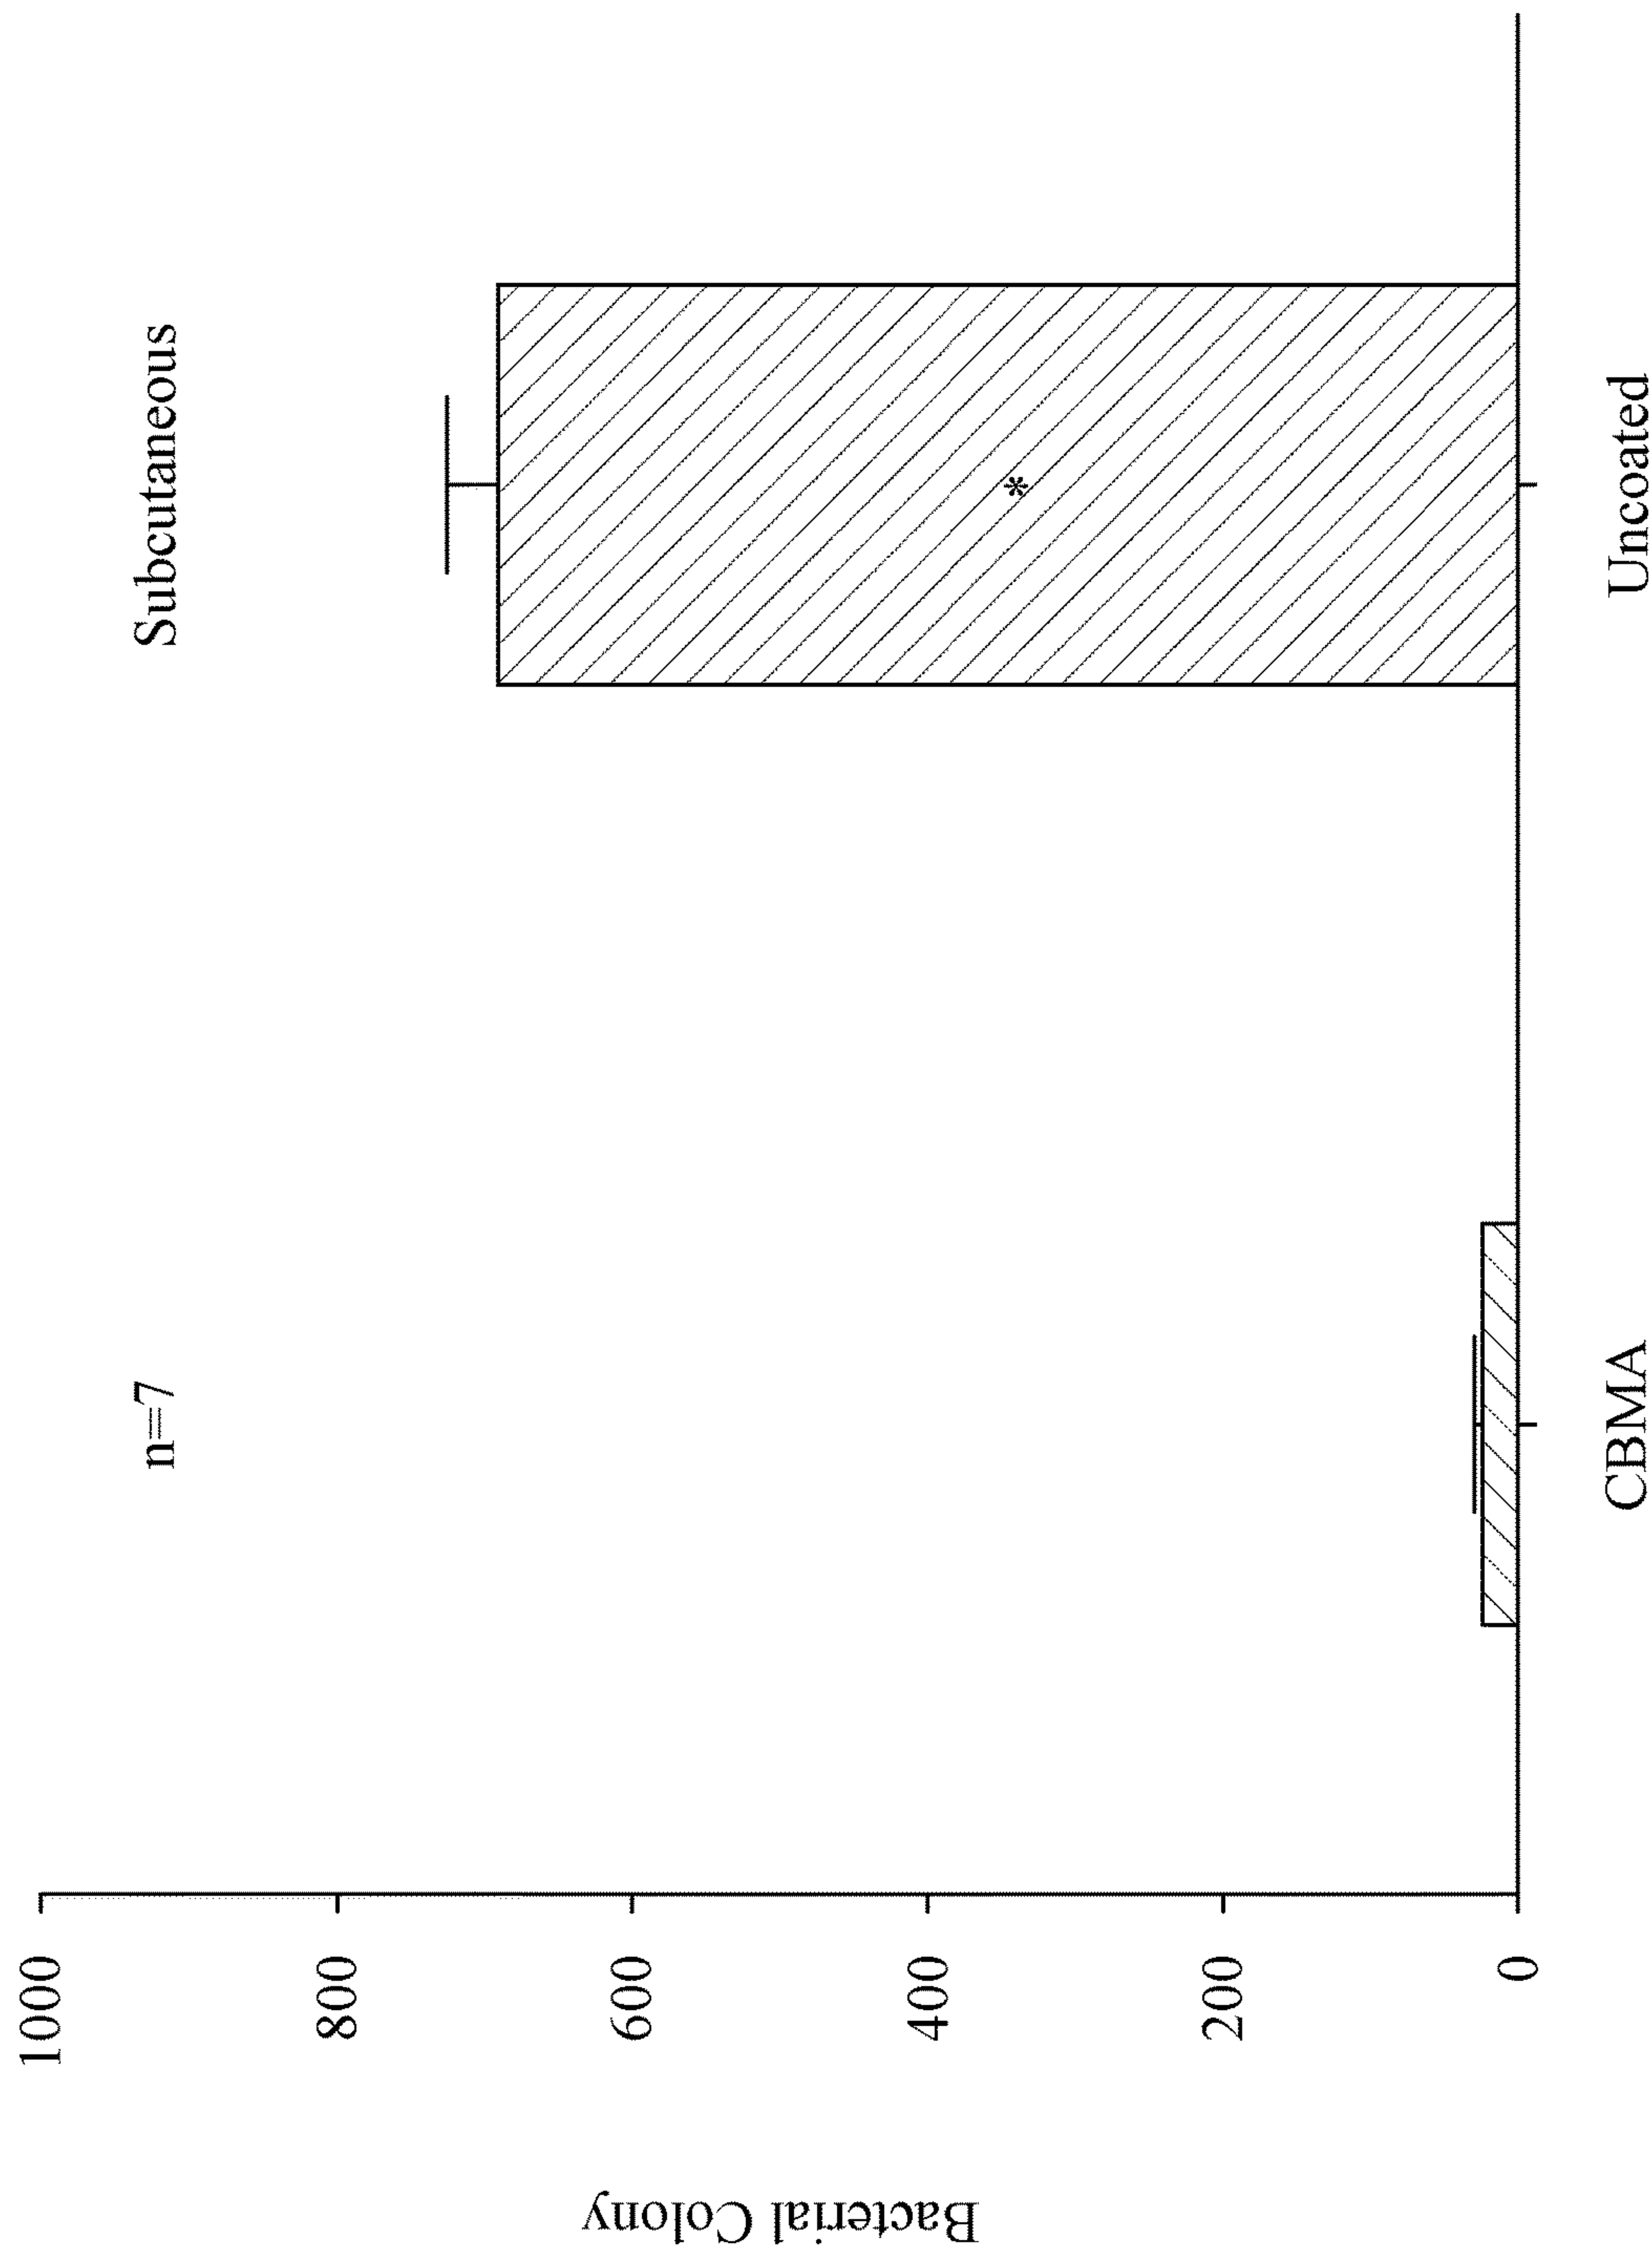 n=7
Subcutaneous
Bacterial Colony
1000
800
600
400
200
0
*
CBMA
Uncoated